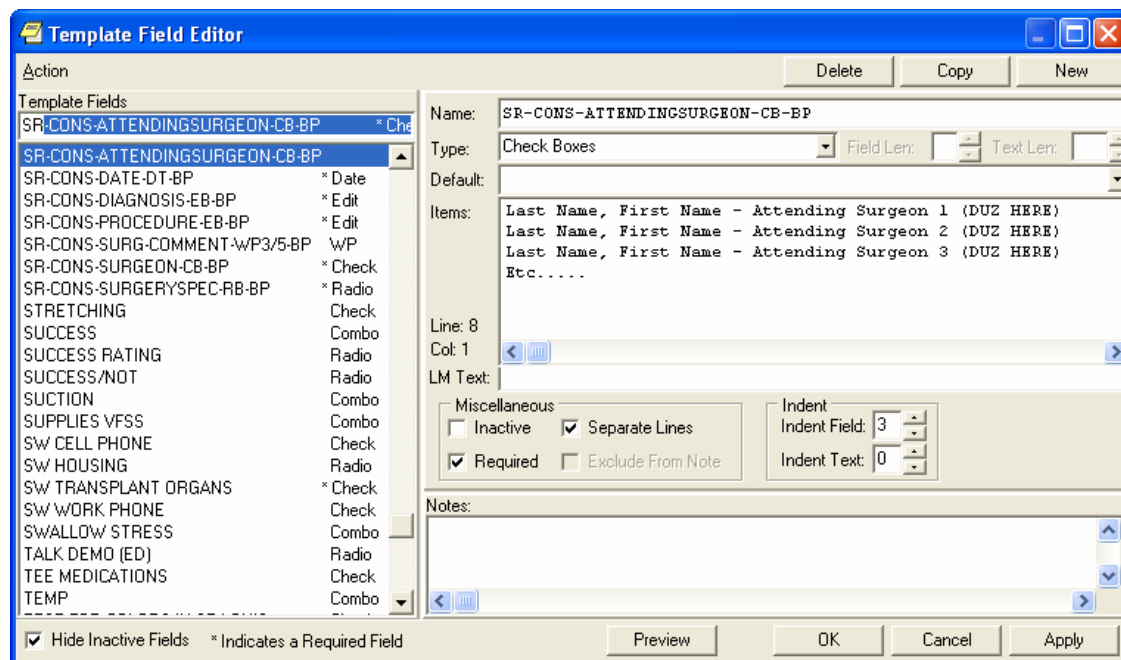 Template Field Editor
Action
Delete Copy New
Template Fields
SR-CONS-ATTENDINGSURGEON-CB-BP * Che
SR-CONS-ATTENDINGSURGEON-CB-BP
SR-CONS-DATE-DT-BP * Date
SR-CONS-DIAGNOSIS-EB-BP * Edit
SR-CONS-PROCEDURE-EB-BP * Edit
SR-CONS-SURG-COMMENT-WP3/5-BP WP
SR-CONS-SURGEON-CB-BP * Check
SR-CONS-SURGERYSPEC-RB-BP * Radio
STRETCHING Check
SUCCESS Combo
SUCCESS RATING Radio
SUCCESS/NOT Radio
SUCTION Combo
SUPPLIES VFSS Combo
SW CELL PHONE Check
SW HOUSING Radio
SW TRANSPLANT ORGANS * Check
SW WORK PHONE Check
SWALLOW STRESS Combo
TALK DEMO (ED) Radio
TEE MEDICATIONS Check
TEMP Combo
Name: SR-CONS-ATTENDINGSURGEON-CB-BP
Type: Check Boxes Field Len: Text Len:
Default:
Items: Last Name, First Name - Attending Surgeon 1 (DUZ HERE)
Last Name, First Name - Attending Surgeon 2 (DUZ HERE)
Last Name, First Name - Attending Surgeon 3 (DUZ HERE)
Etc.....
Line: 8
Col: 1
LM Text:
Miscellaneous
Inactive Separate Lines
Required Exclude From Note
Indent
Indent Field: 3
Indent Text: 0
Notes:
Hide Inactive Fields * Indicates a Required Field
Preview OK Cancel Apply